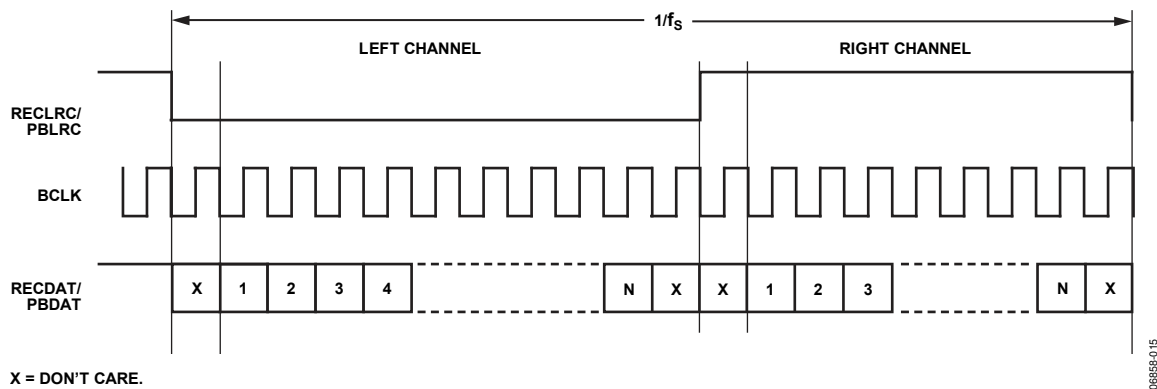 1/fS
LEFT CHANNEL RIGHT CHANNEL
RECLRC/
PBLRC
BCLK
RECDAT/
PBDAT
X 1 2 3 4 N X X 1 2 3 N X
X = DON'T CARE.
06858-015